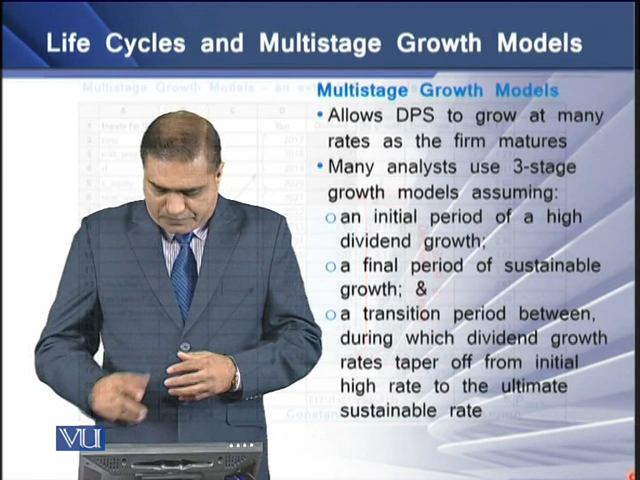 Life Cycles and Multistage Growth Models
Multistage Growth Models
• Allows DPS to grow at many
rates as the firm matures
• Many analysts use 3-stage
growth models assuming:
o an initial period of a high
dividend growth;
o a final period of sustainable
growth; &
o a transition period between,
during which dividend growth
rates taper off from initial
high rate to the ultimate
sustainable rate
VU